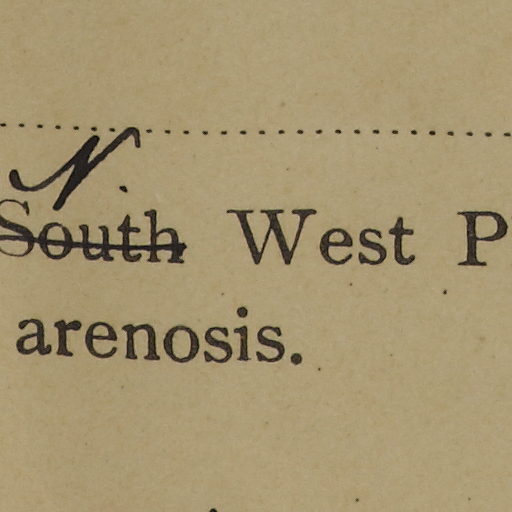 N.
South West P
arenosis.